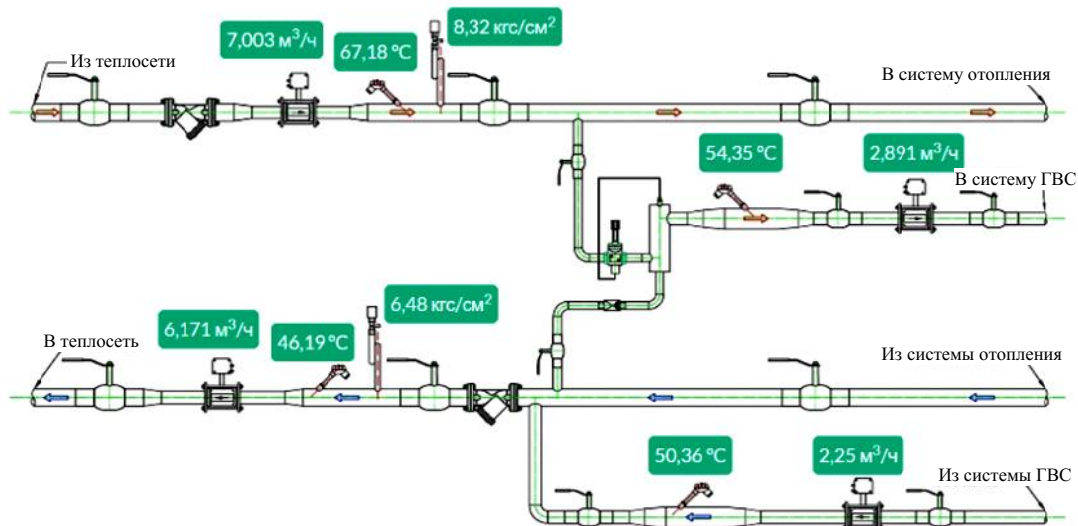 8,32 кгс/см²
7,003 м³/ч
67,18 °C
Из теплосети
В систему отопления
54,35 °C
2,891 м³/ч
В систему ГВС
6,48 кгс/см²
6,171 м³/ч
46,19 °C
В теплосеть
Из системы отопления
50,36 °C
2,25 м³/ч
Из системы ГВС